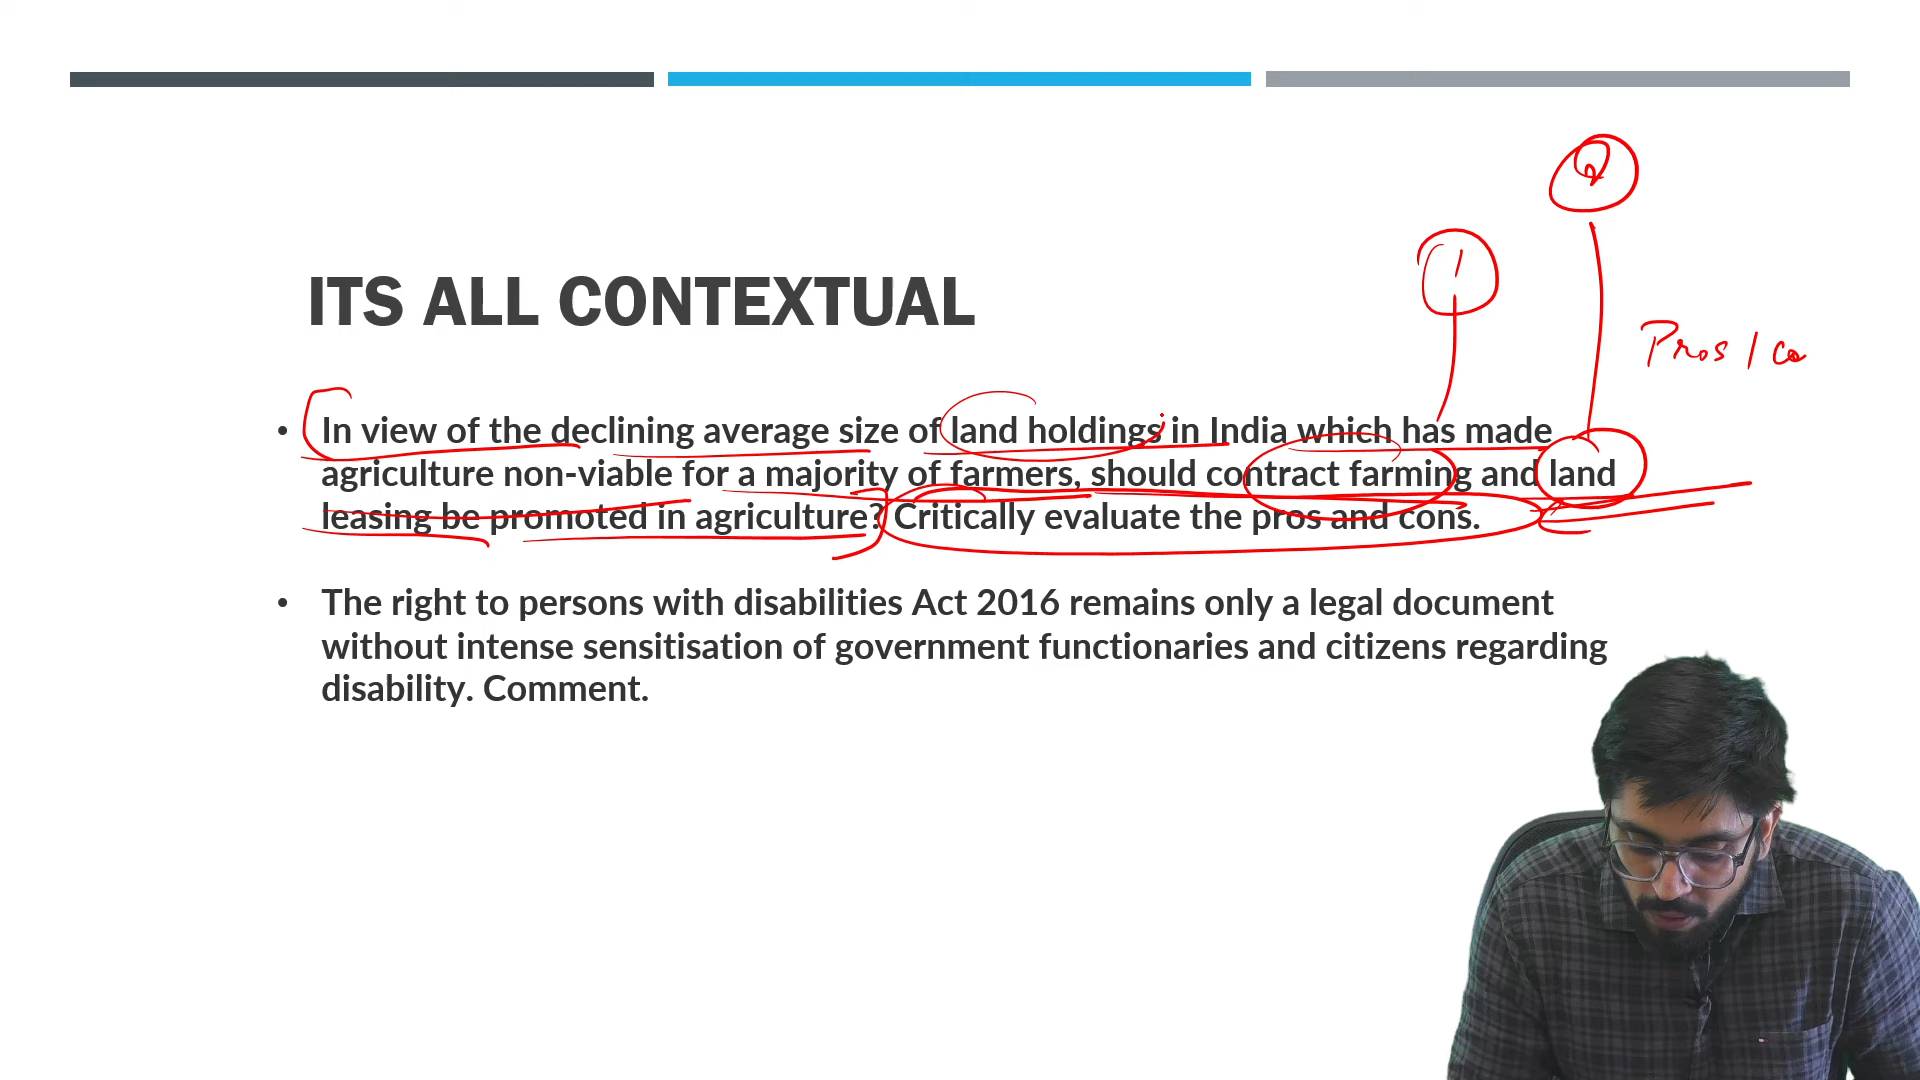 ITS ALL CONTEXTUAL
1
2
Pros / co
• In view of the declining average size of land holdings in India which has made
agriculture non-viable for a majority of farmers, should contract farming and land
leasing be promoted in agriculture? Critically evaluate the pros and cons.
• The right to persons with disabilities Act 2016 remains only a legal document
without intense sensitisation of government functionaries and citizens regarding
disability. Comment.